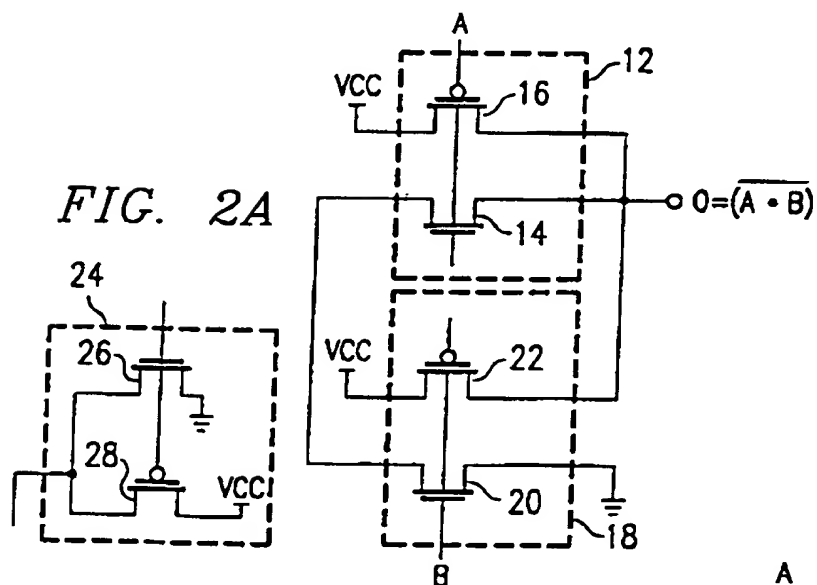 A
12
VCC
16
FIG. 2A
O=(A • B)
14
24
22
26
VCC
28
VCC
20
18
B
A